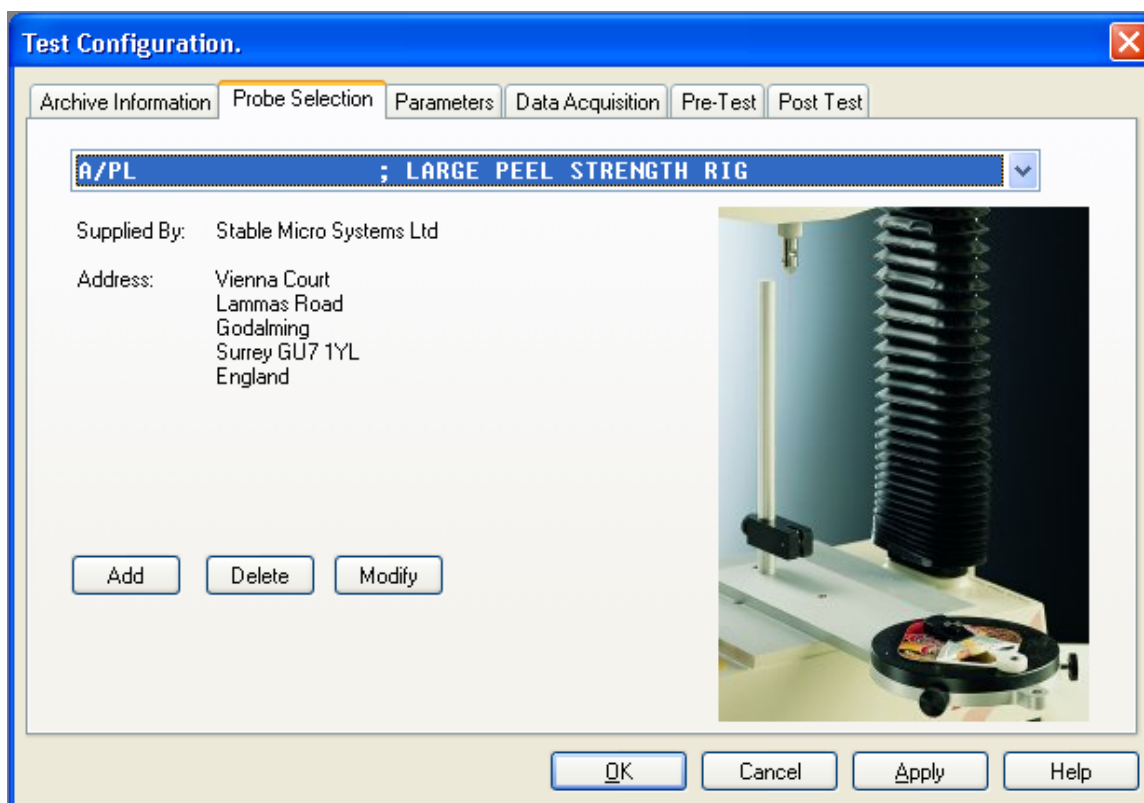 Test Configuration.
Archive Information Probe Selection Parameters Data Acquisition Pre-Test Post Test
A/PL ; LARGE PEEL STRENGTH RIG
Supplied By: Stable Micro Systems Ltd
Address: Vienna Court
Lammas Road
Godalming
Surrey GU7 1YL
England
Add Delete Modify
OK Cancel Apply Help